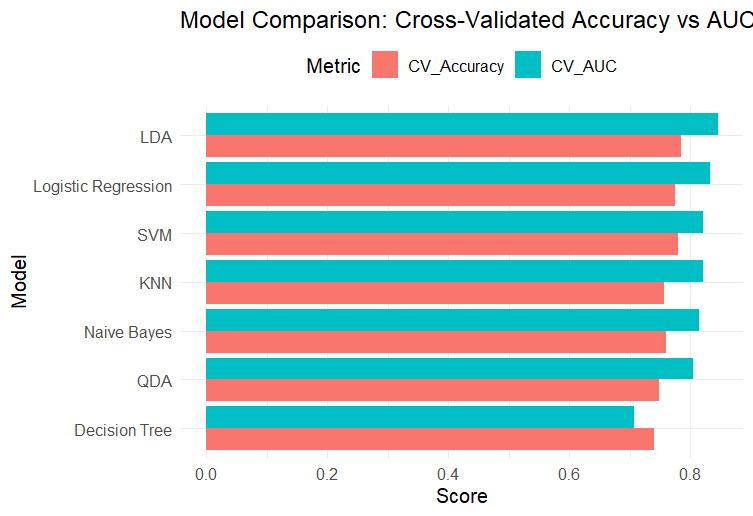 Model Comparison: Cross-Validated Accuracy vs AUC
Metric CV_Accuracy CV_AUC
LDA
Logistic Regression
SVM
KNN
Naive Bayes
QDA
Decision Tree
Model
0.0 0.2 0.4 0.6 0.8
Score